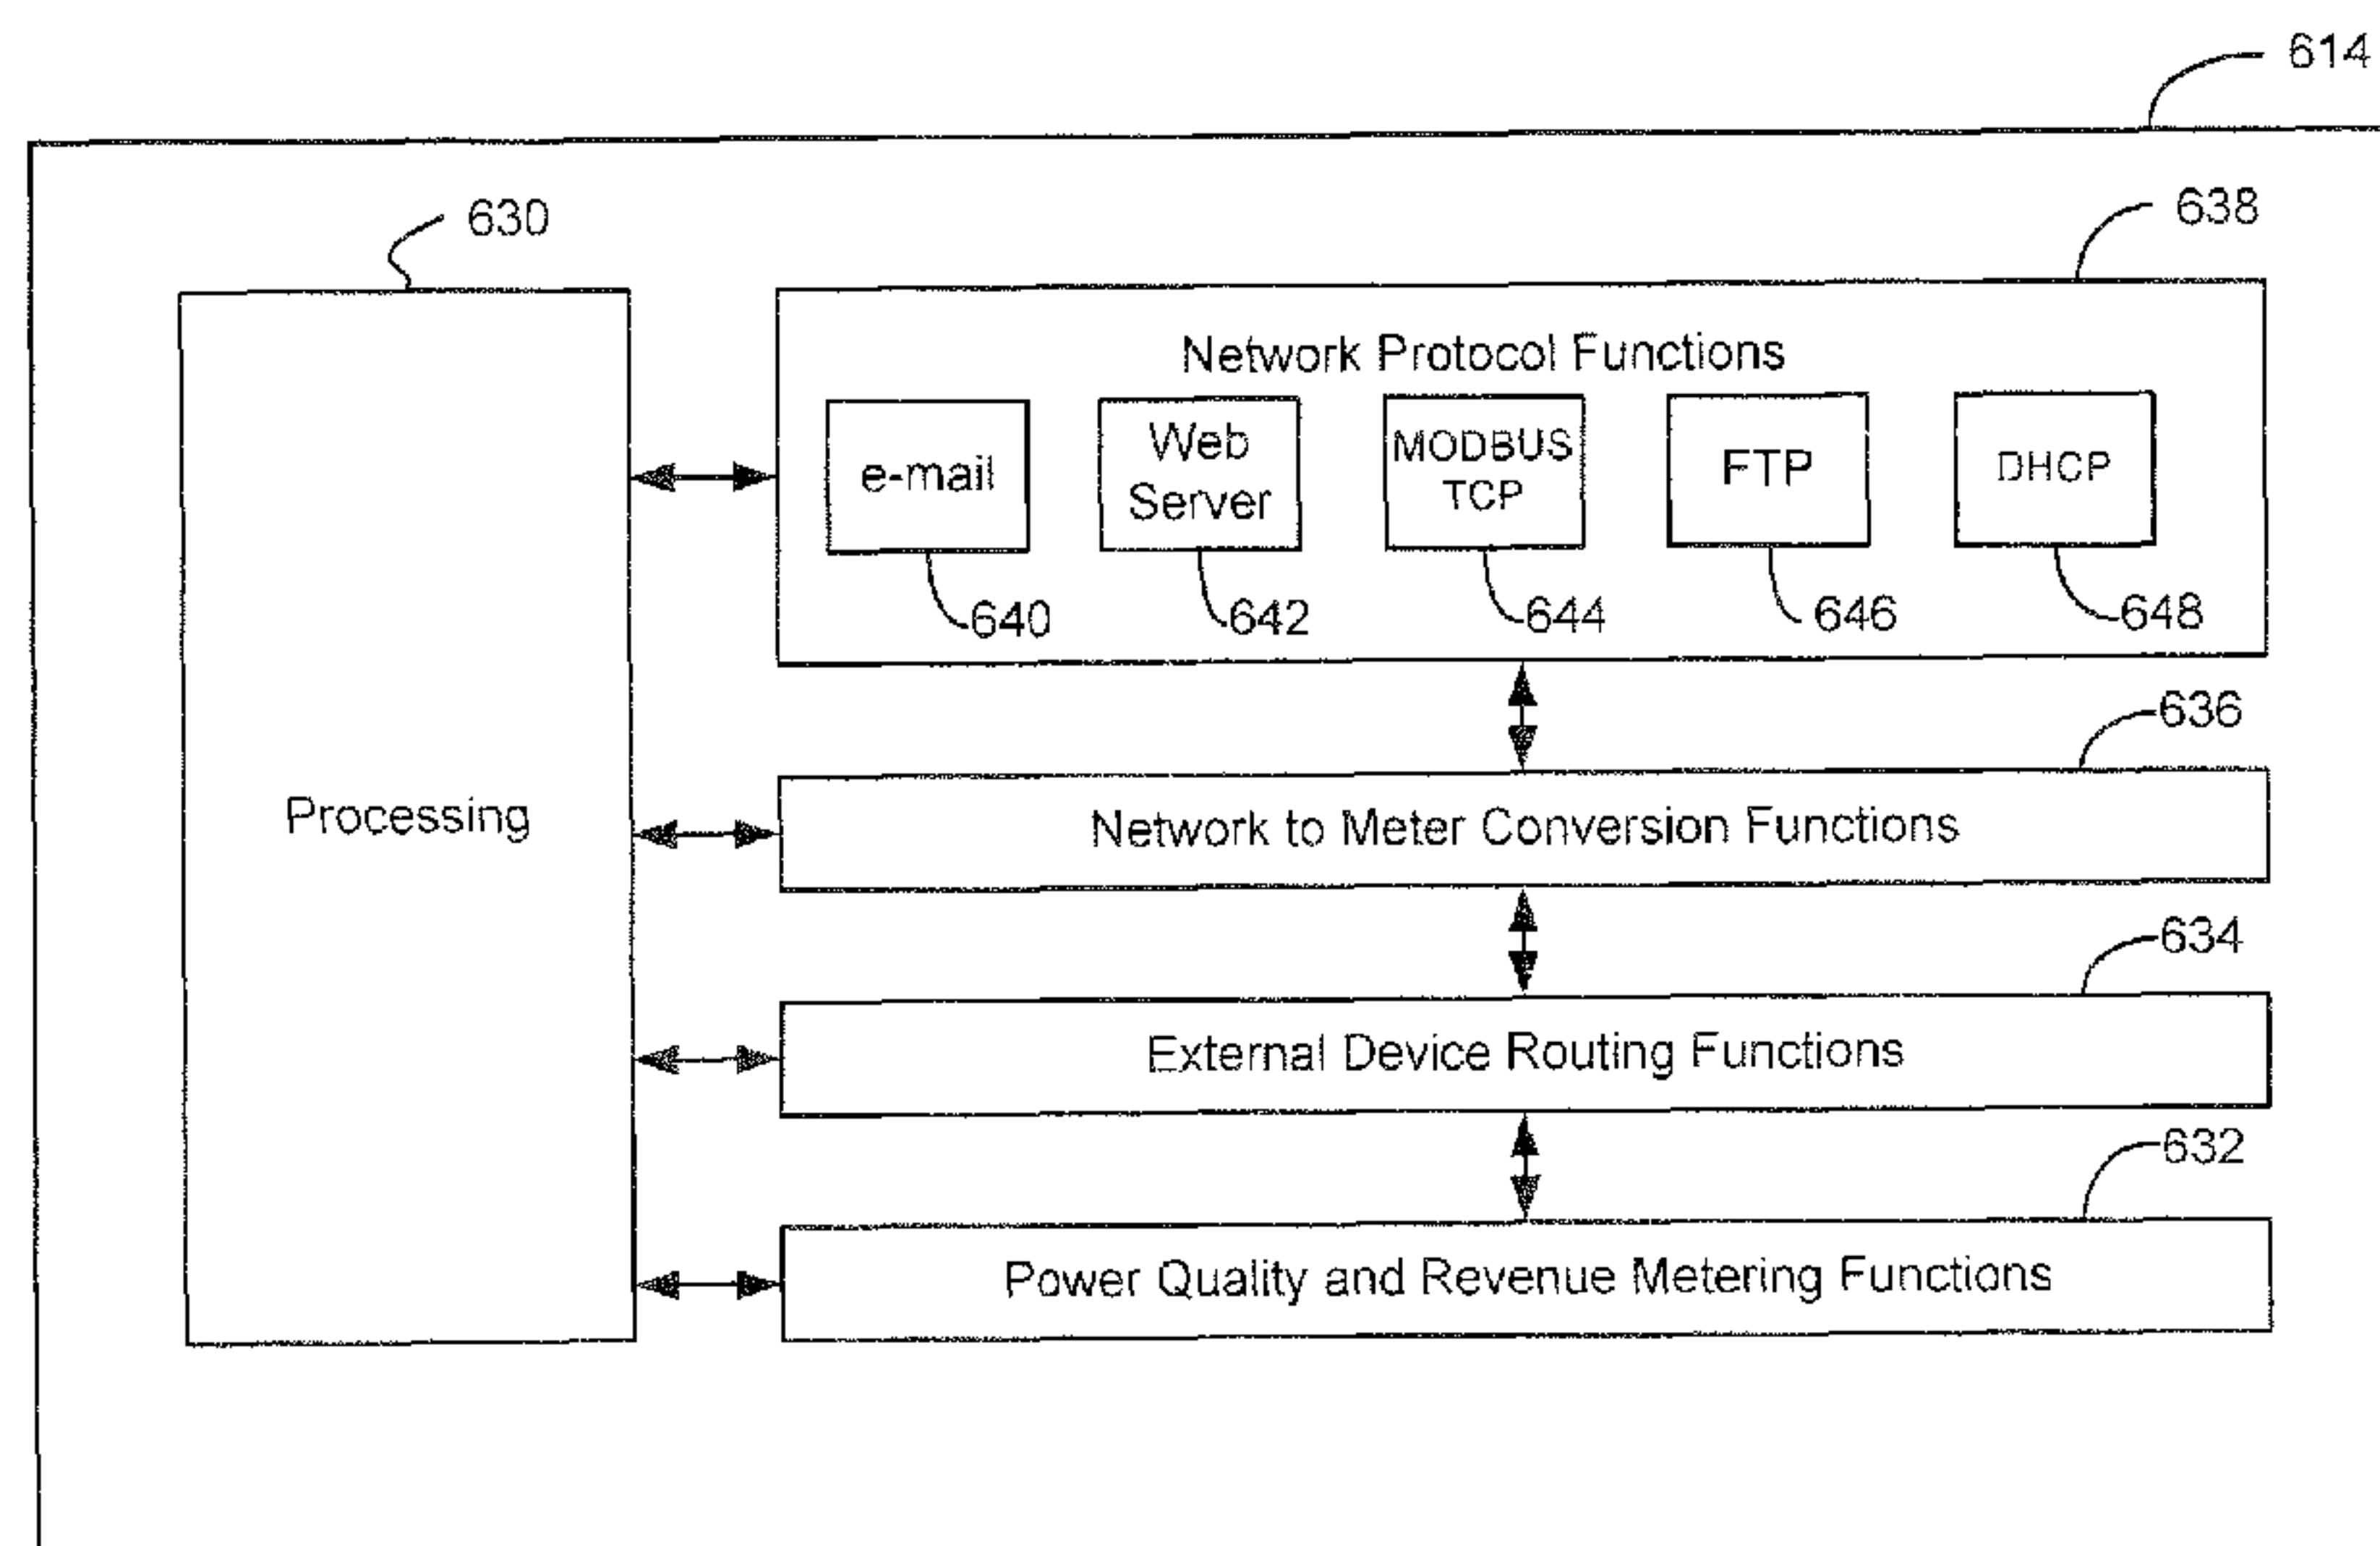 614
630
638
Network Protocol Functions
e-mail
Web
Server
MODBUS
TCP
FTP
DHCP
640
642
644
646
648
636
Processing
Network to Meter Conversion Functions
634
External Device Routing Functions
632
Power Quality and Revenue Metering Functions